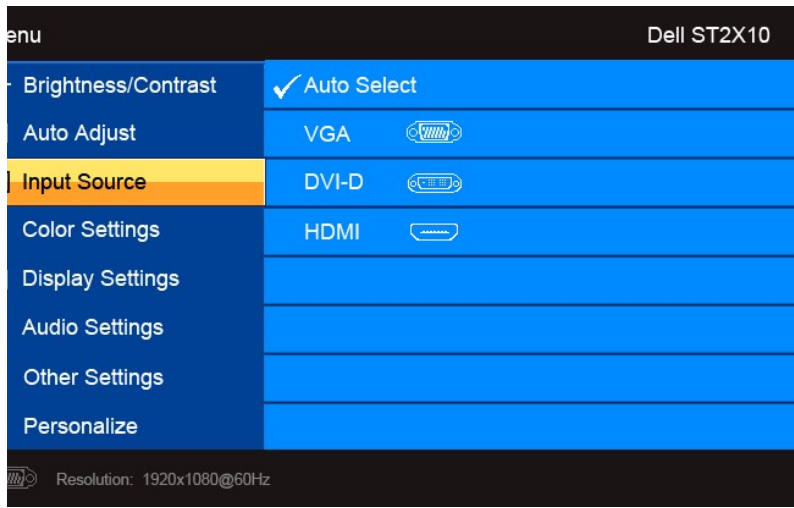 enu
Dell ST2X10
Brightness/Contrast
Auto Select
Auto Adjust
VGA
Input Source
DVI-D
Color Settings
HDMI
Display Settings
Audio Settings
Other Settings
Personalize
Resolution: 1920x1080@60Hz